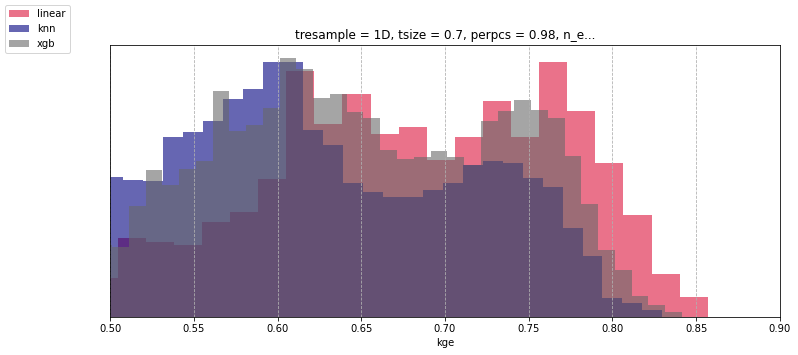 linear
knn
xgb
tresample = 1D, tsize = 0.7, perpcs = 0.98, n_e...
0.50 0.55 0.60 0.65 0.70 0.75 0.80 0.85 0.90
kge